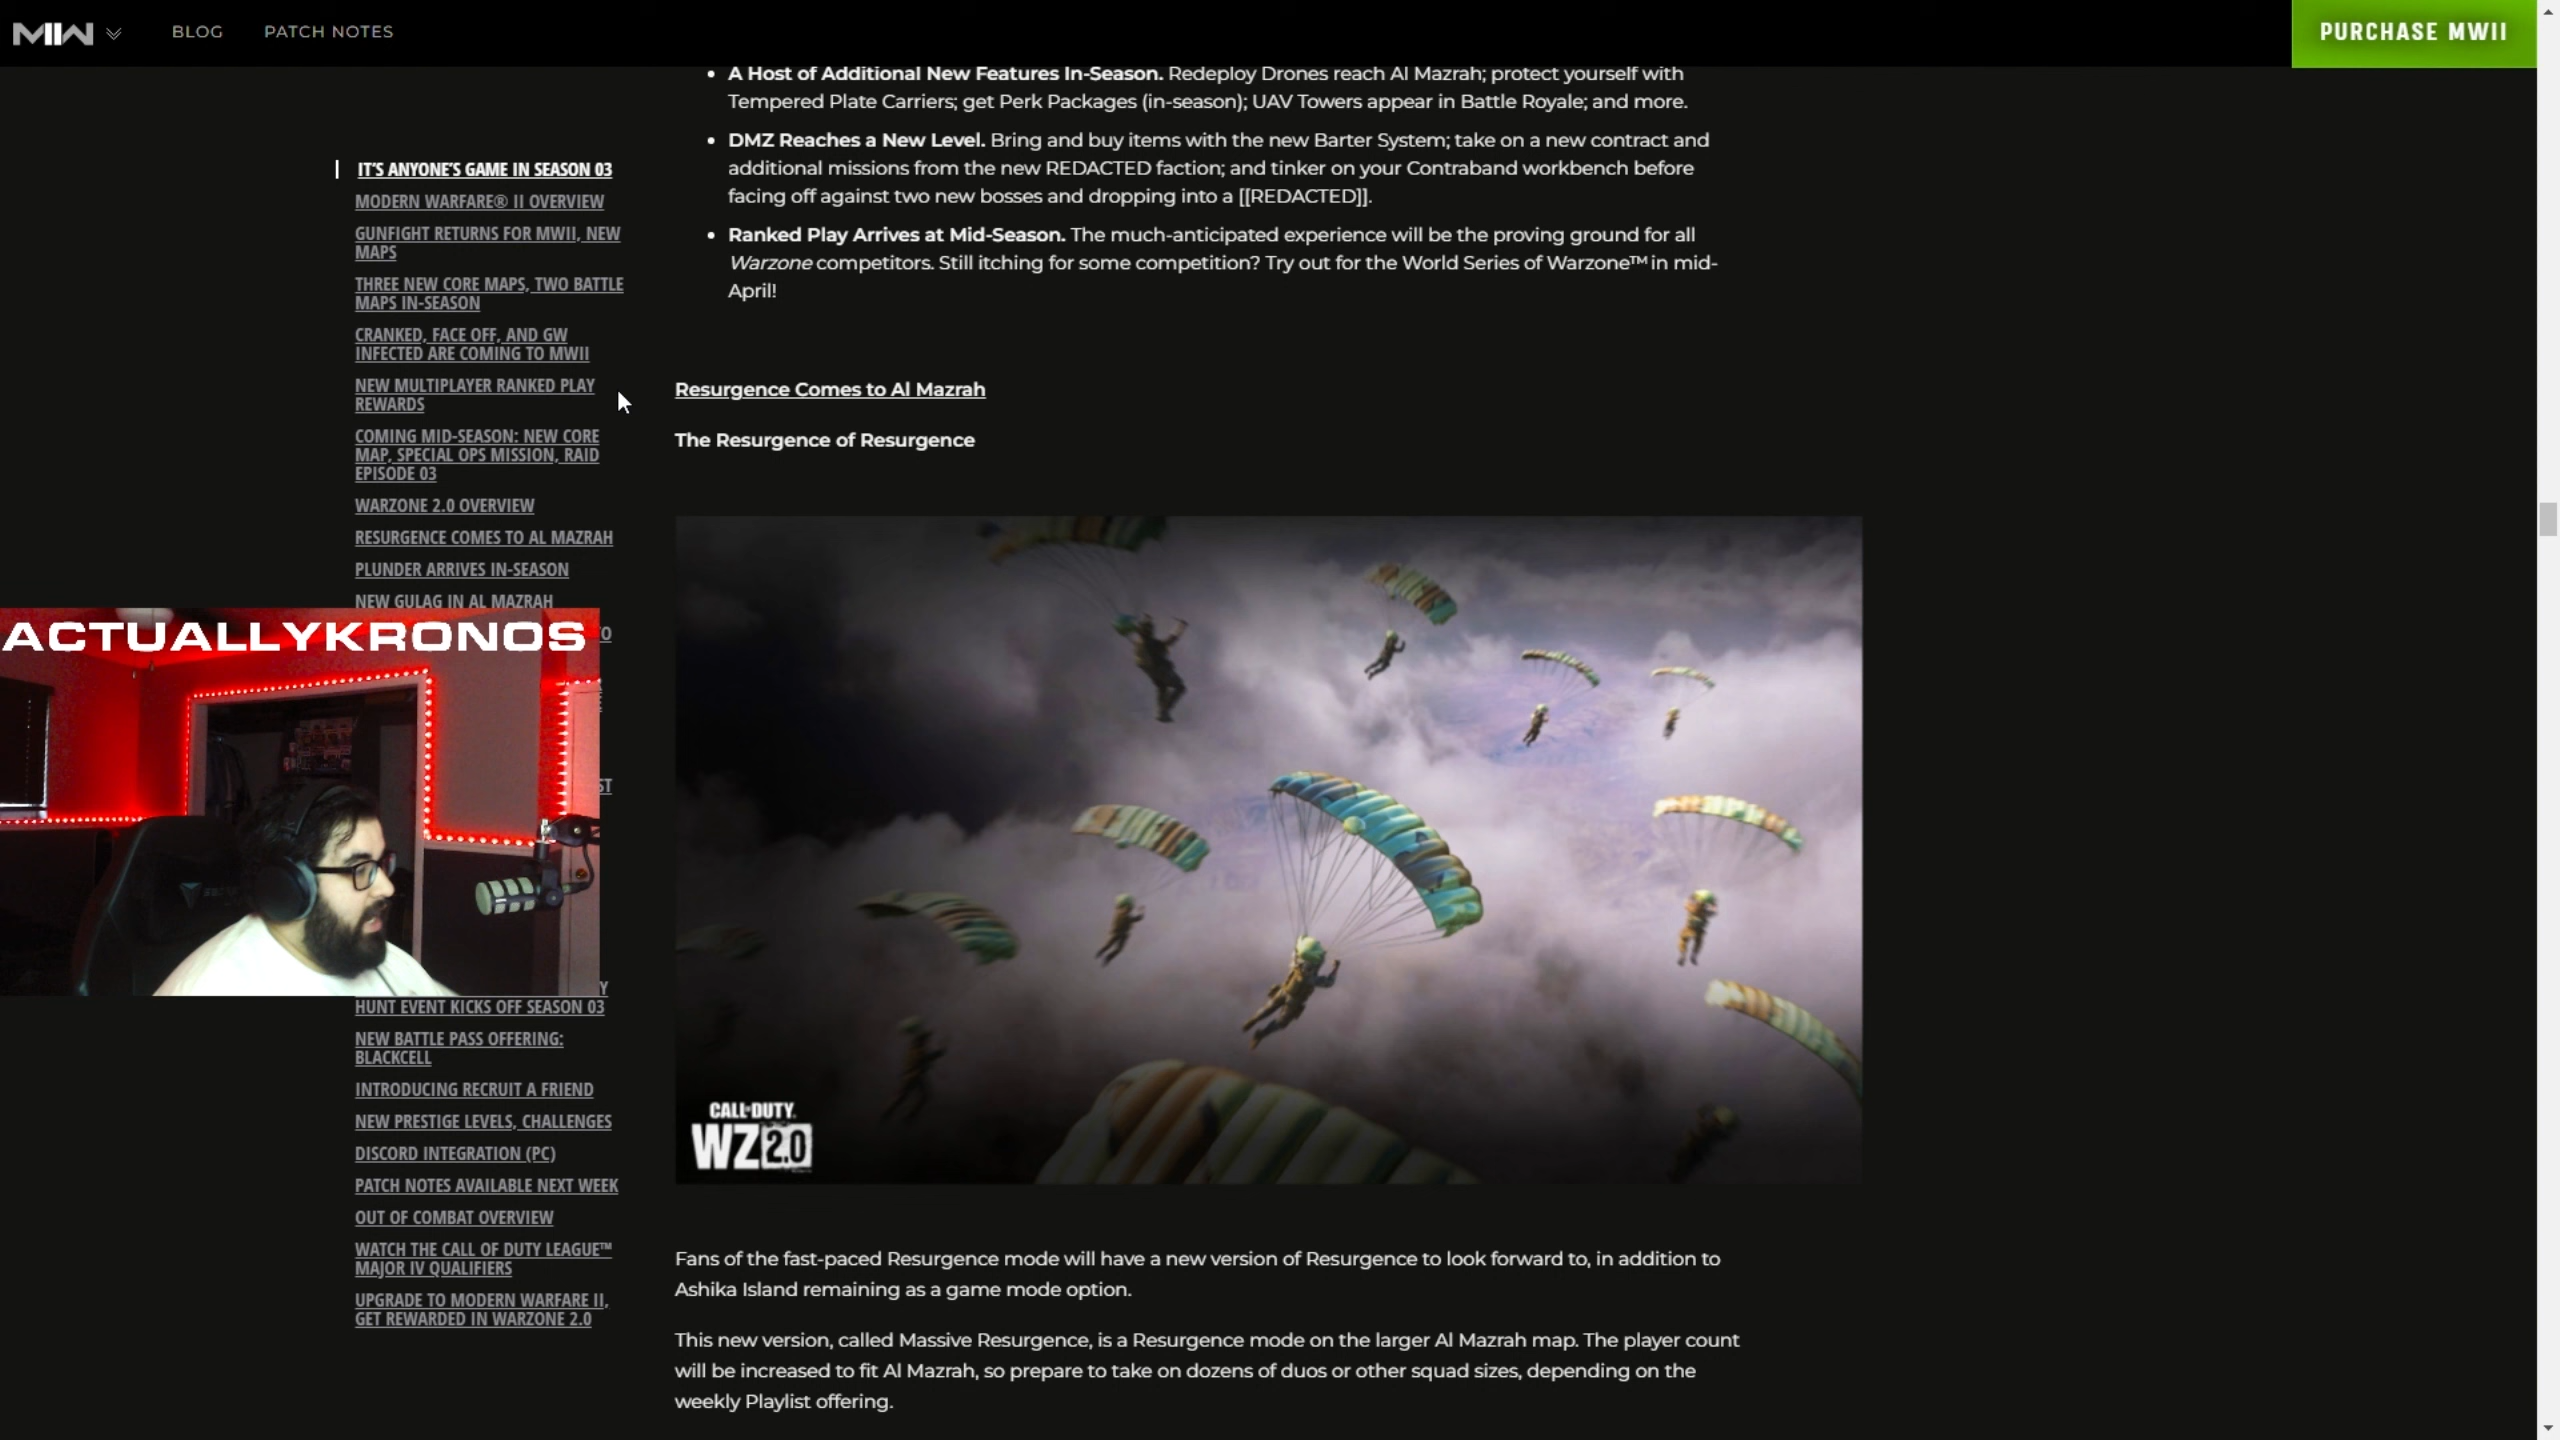 MW
BLOG
PATCH NOTES
PURCHASE MWII
IT'S ANYONE'S GAME IN SEASON 03
MODERN WARFARE® II OVERVIEW
GUNFIGHT RETURNS FOR MWII, NEW
MAPS
THREE NEW CORE MAPS, TWO BATTLE
MAPS IN-SEASON
CRANKED, FACE OFF, AND GW
INFECTED ARE COMING TO MWII
NEW MULTIPLAYER RANKED PLAY
REWARDS
COMING MID-SEASON: NEW CORE
MAP, SPECIAL OPS MISSION, RAID
EPISODE 03
WARZONE 2.0 OVERVIEW
RESURGENCE COMES TO AL MAZRAH
PLUNDER ARRIVES IN-SEASON
NEW GULAG IN AL MAZRAH
ACTUALLYKRONOS
HUNT EVENT KICKS OFF SEASON 03
NEW BATTLE PASS OFFERING:
BLACKCELL
INTRODUCING RECRUIT A FRIEND
NEW PRESTIGE LEVELS, CHALLENGES
DISCORD INTEGRATION (PC)
PATCH NOTES AVAILABLE NEXT WEEK
OUT OF COMBAT OVERVIEW
WATCH THE CALL OF DUTY LEAGUE™
MAJOR IV QUALIFIERS
UPGRADE TO MODERN WARFARE II,
GET REWARDED IN WARZONE 2.0
• A Host of Additional New Features In-Season. Redeploy Drones reach Al Mazrah; protect yourself with
Tempered Plate Carriers; get Perk Packages (in-season); UAV Towers appear in Battle Royale; and more.
• DMZ Reaches a New Level. Bring and buy items with the new Barter System; take on a new contract and
additional missions from the new REDACTED faction; and tinker on your Contraband workbench before
facing off against two new bosses and dropping into a [[REDACTED]].
• Ranked Play Arrives at Mid-Season. The much-anticipated experience will be the proving ground for all
Warzone competitors. Still itching for some competition? Try out for the World Series of Warzone™ in mid-
April!
Resurgence Comes to Al Mazrah
The Resurgence of Resurgence
CALL OF DUTY
WZ 2.0
Fans of the fast-paced Resurgence mode will have a new version of Resurgence to look forward to, in addition to
Ashika Island remaining as a game mode option.
This new version, called Massive Resurgence, is a Resurgence mode on the larger Al Mazrah map. The player count
will be increased to fit Al Mazrah, so prepare to take on dozens of duos or other squad sizes, depending on the
weekly Playlist offering.